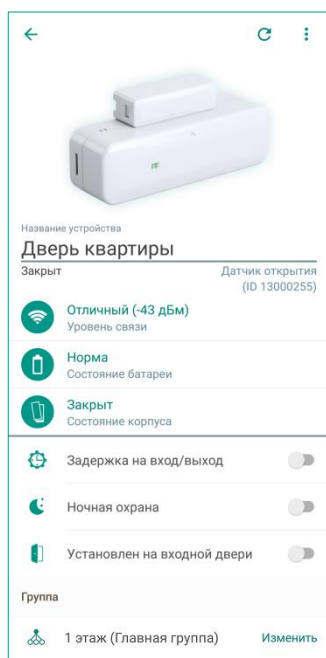 Название устройства
Дверь квартиры
Закрыт
Датчик открытия
(ID 13000255)
Отличный (-43 дБм)
Уровень связи
Норма
Состояние батареи
Закрыт
Состояние корпуса
Задержка на вход/выход
Ночная охрана
Установлен на входной двери
Группа
1 этаж (Главная группа) Изменить